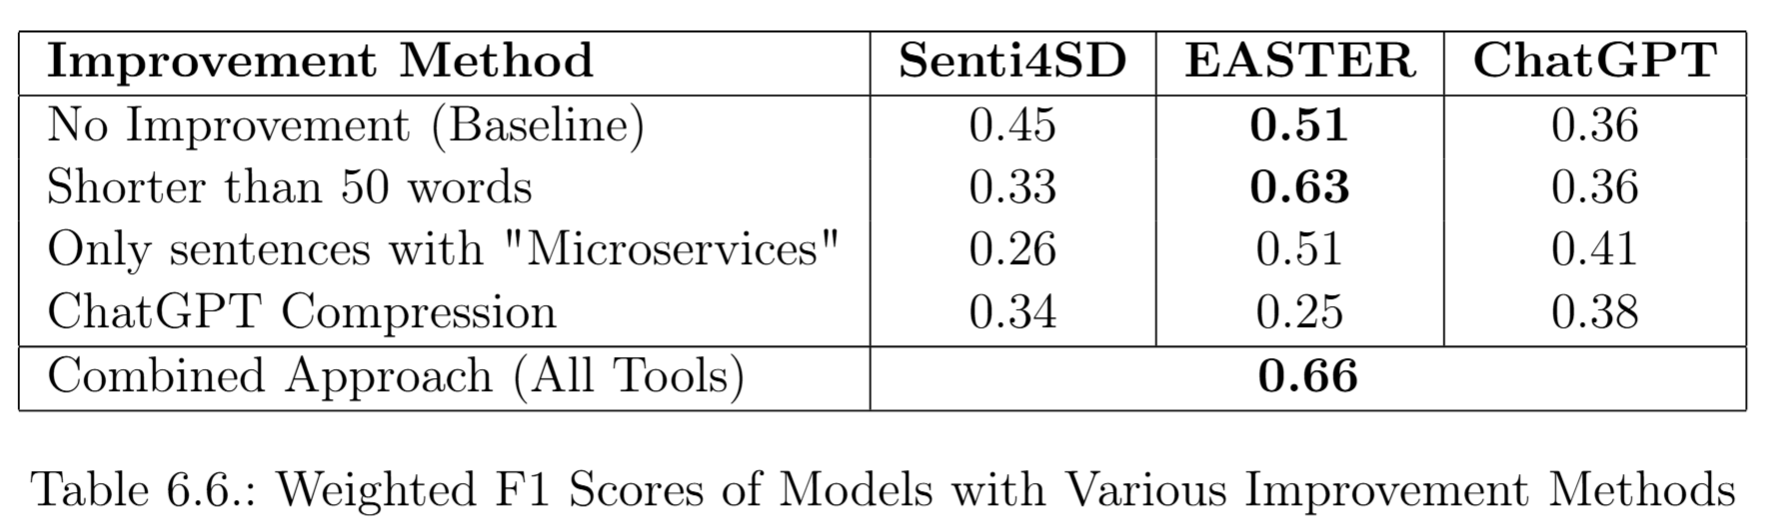 Improvement Method Senti4SD EASTER ChatGPT
No Improvement (Baseline) 0.45 0.51 0.36
Shorter than 50 words 0.33 0.63 0.36
Only sentences with "Microservices" 0.26 0.51 0.41
ChatGPT Compression 0.34 0.25 0.38
Combined Approach (All Tools) 0.66
Table 6.6.: Weighted F1 Scores of Models with Various Improvement Methods